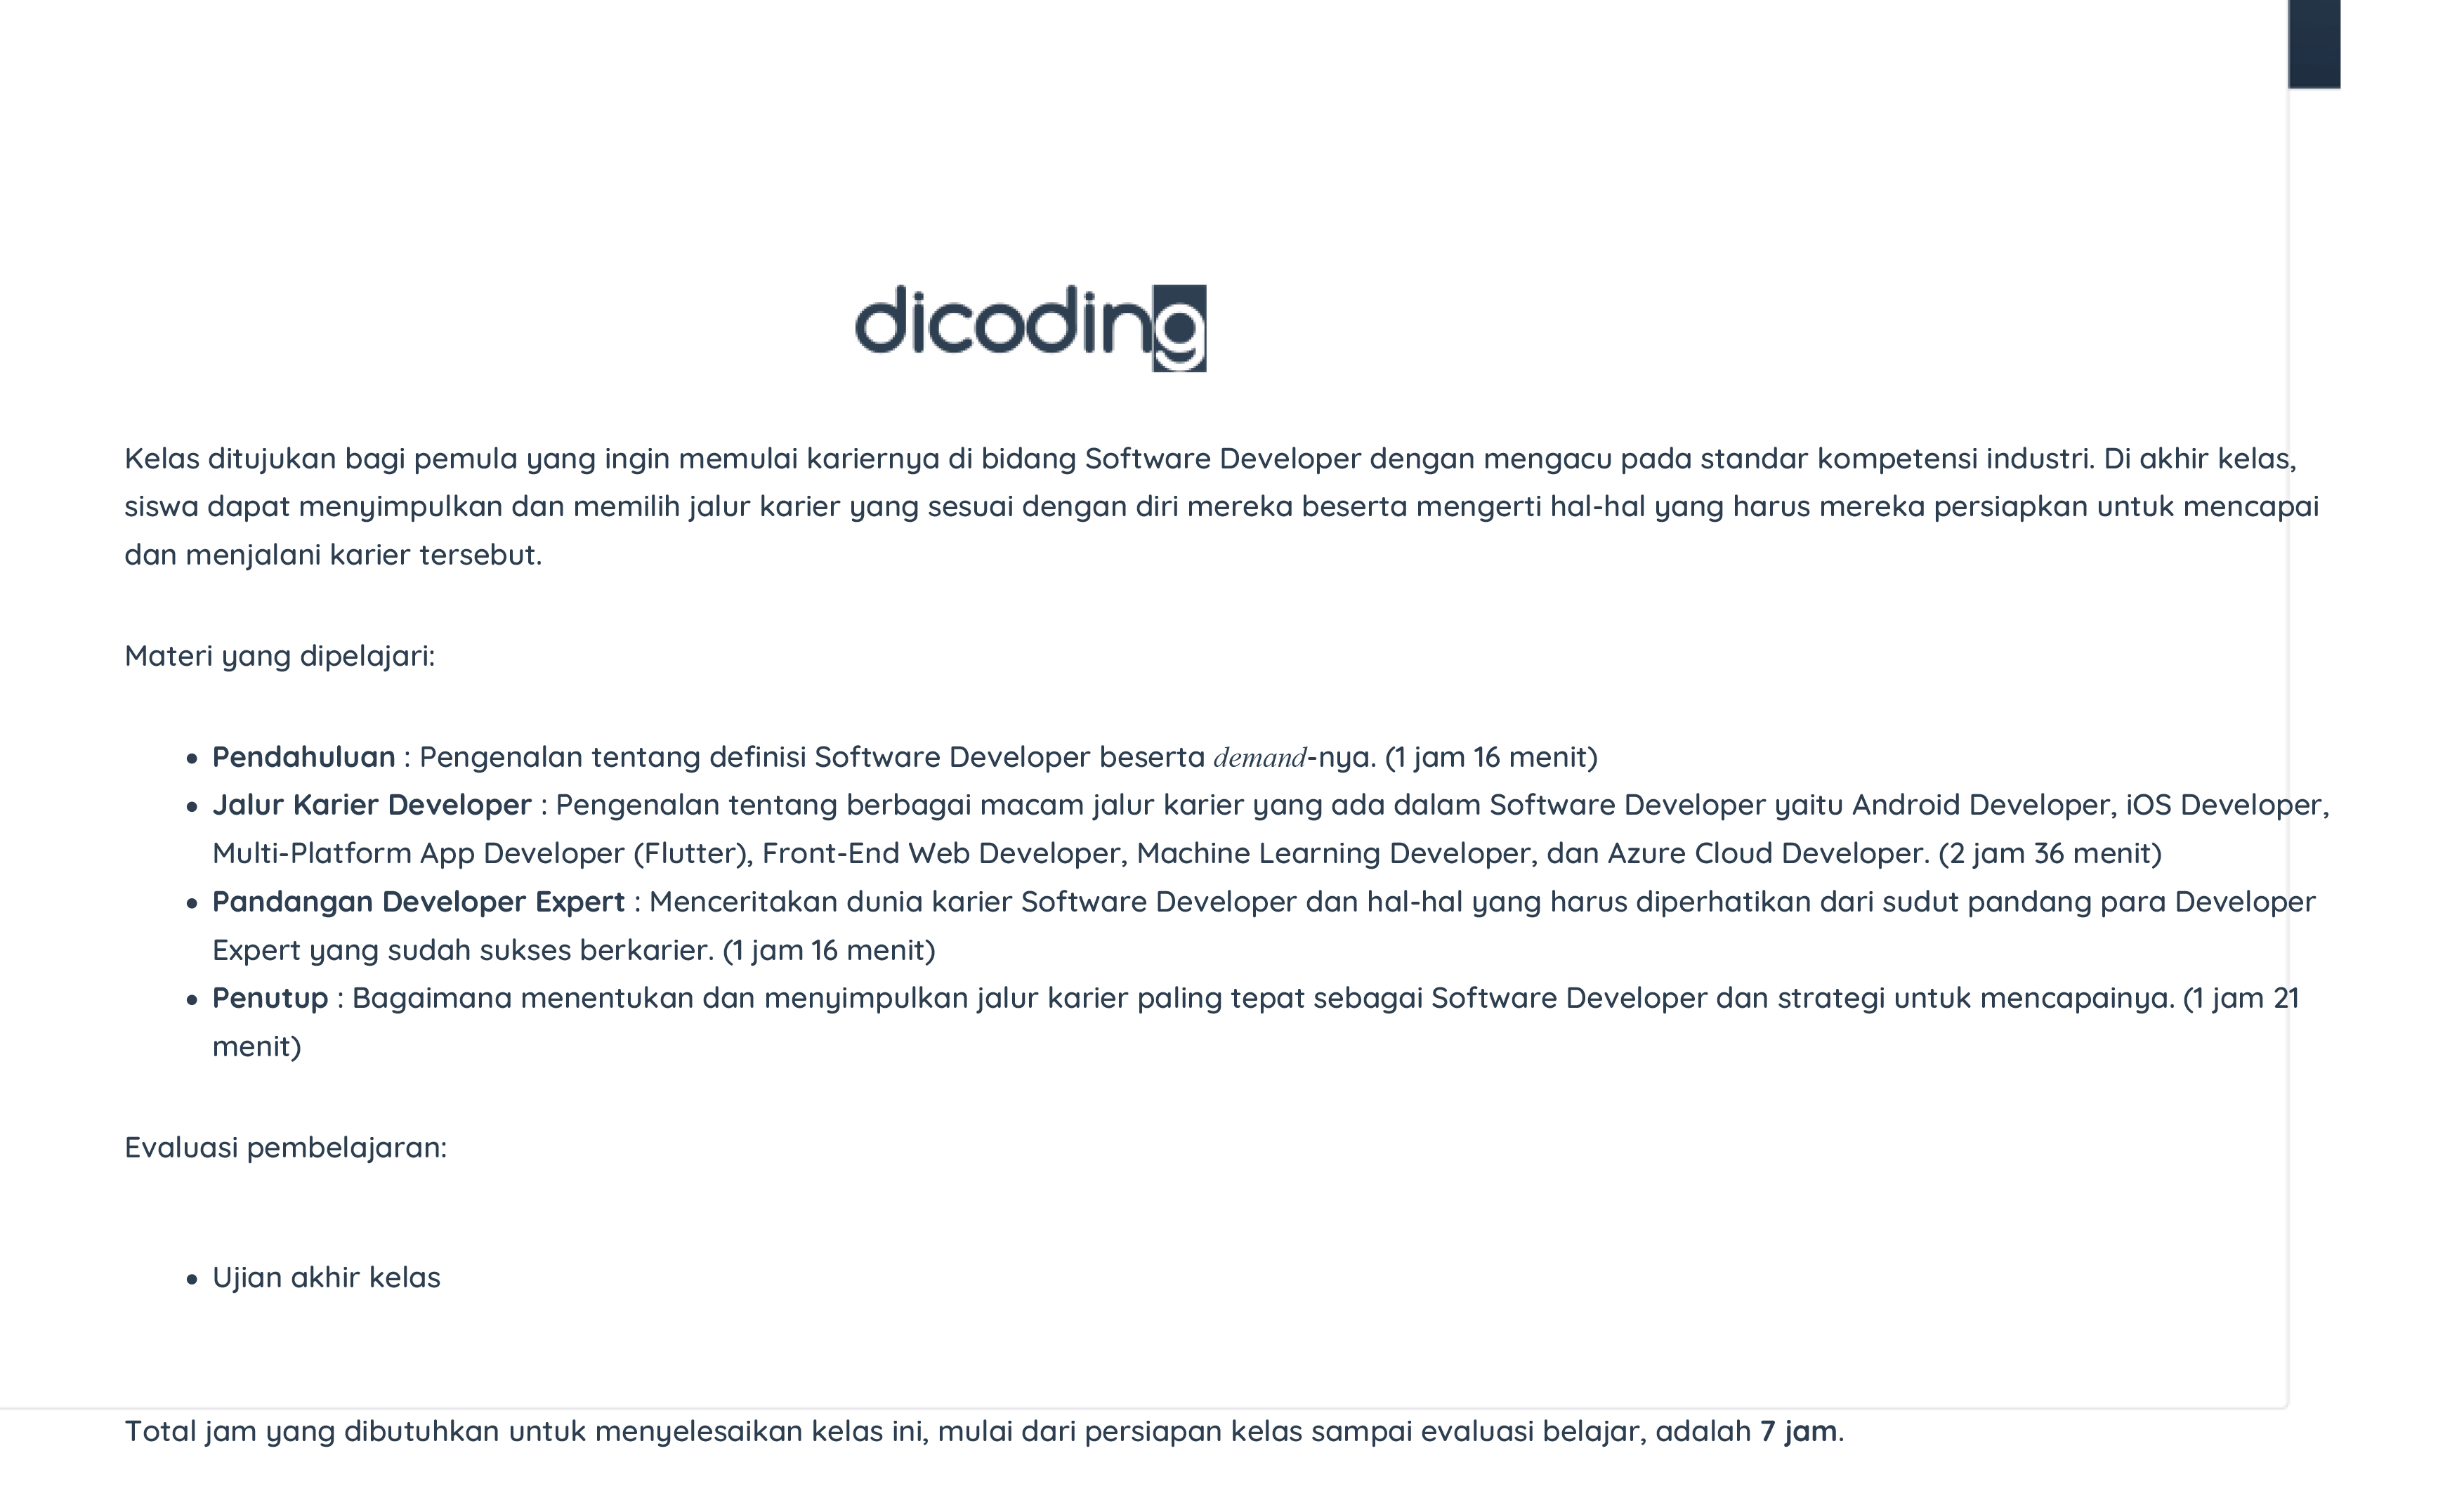 dicoding
Kelas ditujukan bagi pemula yang ingin memulai kariernya di bidang Software Developer dengan mengacu pada standar kompetensi industri. Di akhir kelas,
siswa dapat menyimpulkan dan memilih jalur karier yang sesuai dengan diri mereka beserta mengerti hal-hal yang harus mereka persiapkan untuk mencapai
dan menjalani karier tersebut.
Materi yang dipelajari:
• Pendahuluan : Pengenalan tentang definisi Software Developer beserta demand-nya. (1 jam 16 menit)
• Jalur Karier Developer : Pengenalan tentang berbagai macam jalur karier yang ada dalam Software Developer yaitu Android Developer, iOS Developer,
Multi-Platform App Developer (Flutter), Front-End Web Developer, Machine Learning Developer, dan Azure Cloud Developer. (2 jam 36 menit)
• Pandangan Developer Expert : Menceritakan dunia karier Software Developer dan hal-hal yang harus diperhatikan dari sudut pandang para Developer
Expert yang sudah sukses berkarier. (1 jam 16 menit)
• Penutup : Bagaimana menentukan dan menyimpulkan jalur karier paling tepat sebagai Software Developer dan strategi untuk mencapainya. (1 jam 21
menit)
Evaluasi pembelajaran:
• Ujian akhir kelas
Total jam yang dibutuhkan untuk menyelesaikan kelas ini, mulai dari persiapan kelas sampai evaluasi belajar, adalah 7 jam.